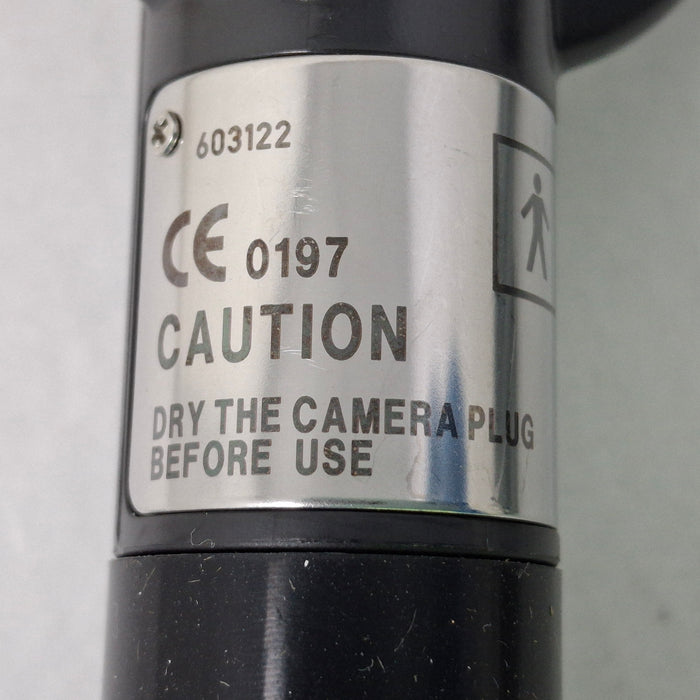 603122
CE 0197
CAUTION
DRY THE CAMERA PLUG
BEFORE USE